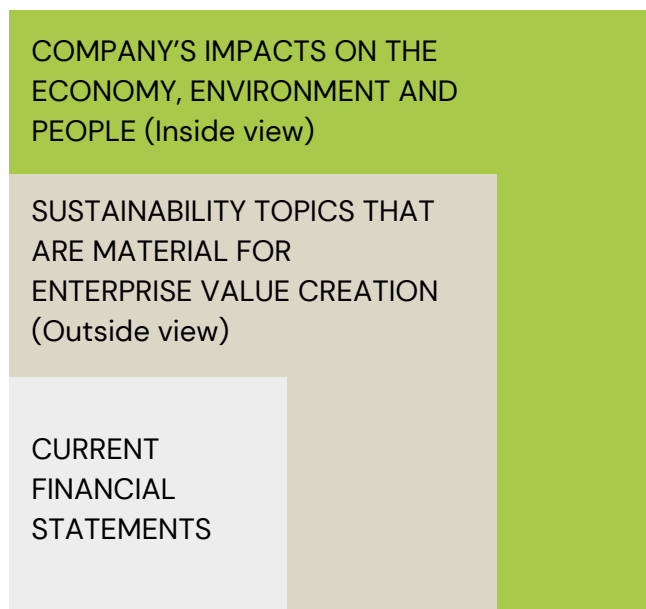 COMPANY’S IMPACTS ON THE
ECONOMY, ENVIRONMENT AND
PEOPLE (Inside view)
SUSTAINABILITY TOPICS THAT
ARE MATERIAL FOR
ENTERPRISE VALUE CREATION
(Outside view)
CURRENT
FINANCIAL
STATEMENTS